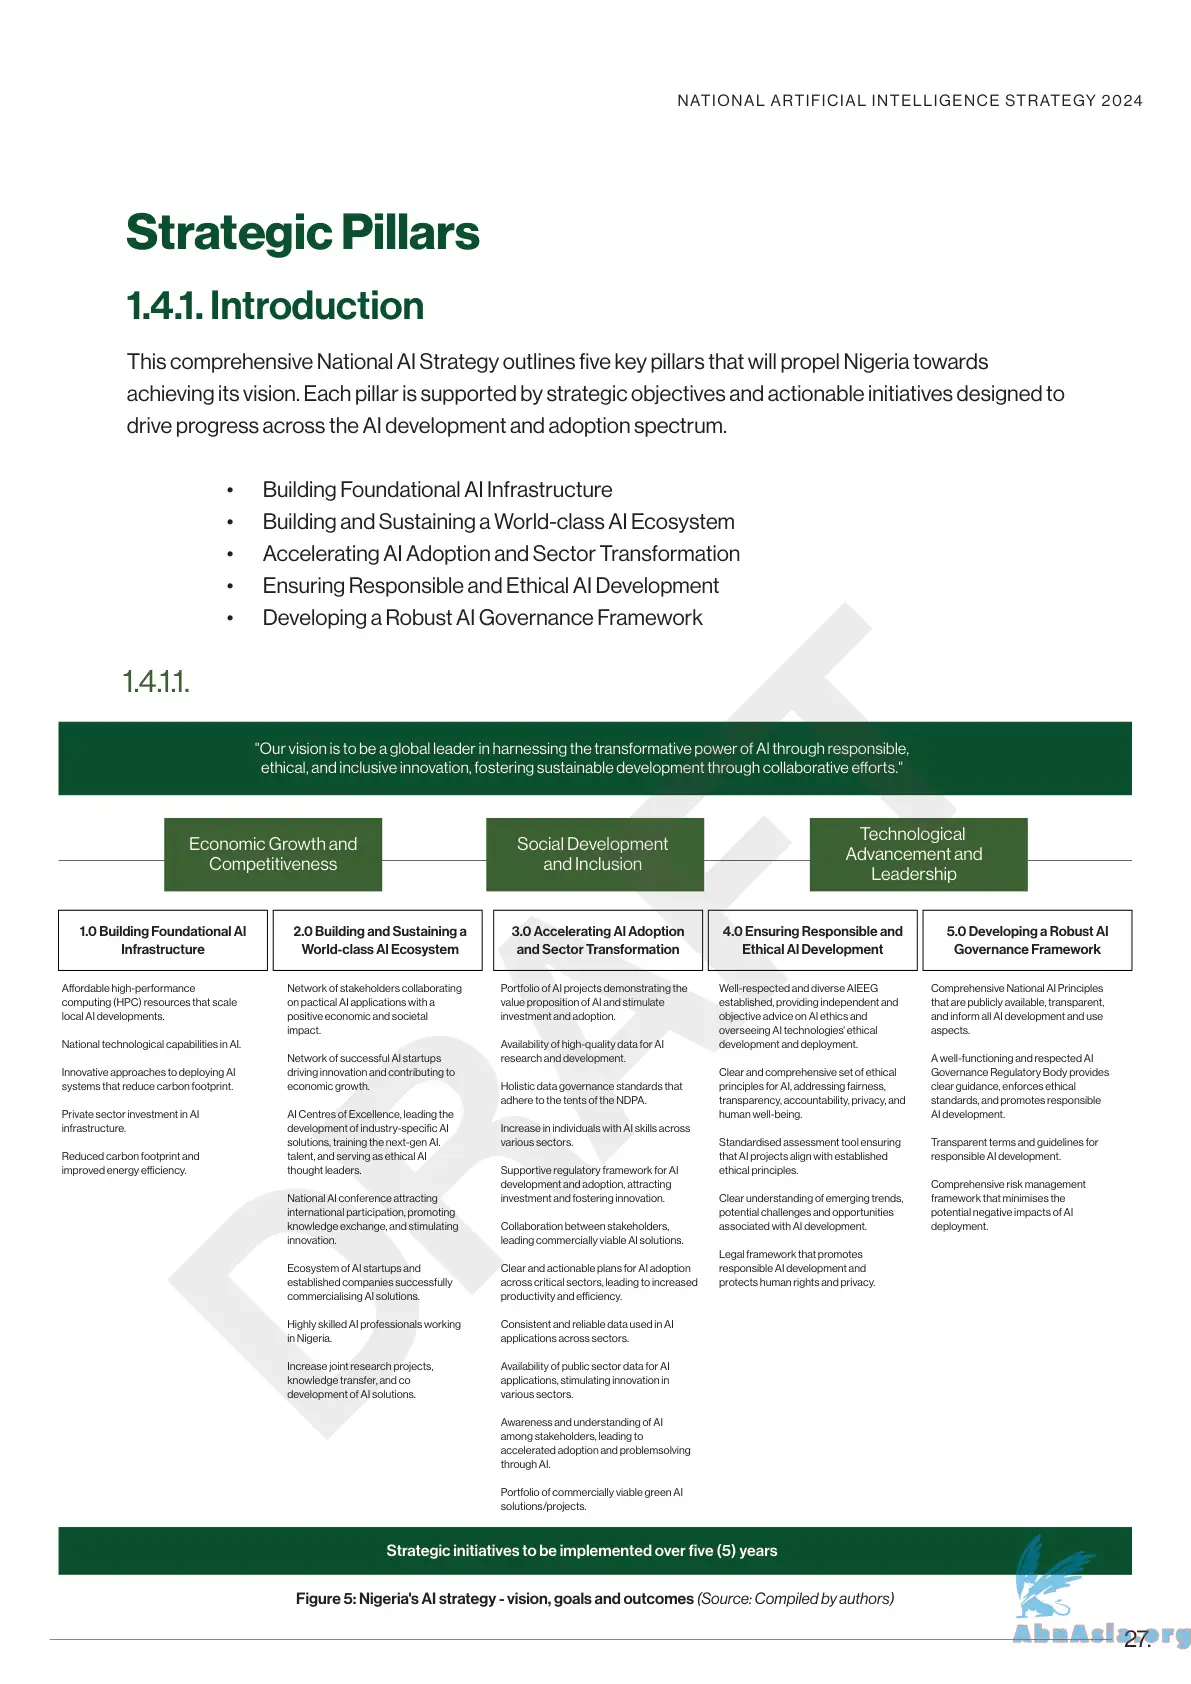 NATIONAL ARTIFICIAL INTELLIGENCE STRATEGY 2024
Strategic Pillars
1.4.1. Introduction
This comprehensive National AI Strategy outlines five key pillars that will propel Nigeria towards
achieving its vision. Each pillar is supported by strategic objectives and actionable initiatives designed to
drive progress across the AI development and adoption spectrum.
• Building Foundational AI Infrastructure
• Building and Sustaining a World-class AI Ecosystem
• Accelerating AI Adoption and Sector Transformation
• Ensuring Responsible and Ethical AI Development
• Developing a Robust AI Governance Framework
1.4.1.1.
"Our vision is to be a global leader in harnessing the transformative power of AI through responsible,
ethical, and inclusive innovation, fostering sustainable development through collaborative efforts."
Economic Growth and
Competitiveness
Social Development
and Inclusion
Technological
Advancement and
Leadership
1.0 Building Foundational AI
Infrastructure
Affordable high-performance
computing (HPC) resources that scale
local AI developments.
National technological capabilities in AI.
Innovative approaches to deploying AI
systems that reduce carbon footprint.
Private sector investment in AI
infrastructure.
Reduced carbon footprint and
improved energy efficiency.
2.0 Building and Sustaining a
World-class AI Ecosystem
Network of stakeholders collaborating
on pactical AI applications with a
positive economic and societal
impact.
Network of successful AI startups
driving innovation and contributing to
economic growth.
AI Centres of Excellence, leading the
development of industry-specific AI
solutions, training the next-gen AI.
talent, and serving as ethical AI
thought leaders.
National AI conference attracting
international participation, promoting
knowledge exchange, and stimulating
innovation.
Ecosystem of AI startups and
established companies successfully
commercialising AI solutions.
Highly skilled AI professionals working
in Nigeria.
Increase joint research projects,
knowledge transfer, and co
development of AI solutions.
3.0 Accelerating AI Adoption
and Sector Transformation
Portfolio of AI projects demonstrating the
value proposition of AI and stimulate
investment and adoption.
Availability of high-quality data for AI
research and development.
Holistic data governance standards that
adhere to the tents of the NDPA.
Increase in individuals with AI skills across
various sectors.
Supportive regulatory framework for AI
development and adoption, attracting
investment and fostering innovation.
Collaboration between stakeholders,
leading commercially viable AI solutions.
Clear and actionable plans for AI adoption
across critical sectors, leading to increased
productivity and efficiency.
Consistent and reliable data used in AI
applications across sectors.
Availability of public sector data for AI
applications, stimulating innovation in
various sectors.
Awareness and understanding of AI
among stakeholders, leading to
accelerated adoption and problemsolving
through AI.
Portfolio of commercially viable green AI
solutions/projects.
4.0 Ensuring Responsible and
Ethical AI Development
Well-respected and diverse AIEEG
established, providing independent and
objective advice on AI ethics and
overseeing AI technologies' ethical
development and deployment.
Clear and comprehensive set of ethical
principles for AI, addressing fairness,
transparency, accountability, privacy, and
human well-being.
Standardised assessment tool ensuring
that AI projects align with established
ethical principles.
Clear understanding of emerging trends,
potential challenges and opportunities
associated with AI development.
Legal framework that promotes
responsible AI development and
protects human rights and privacy.
5.0 Developing a Robust AI
Governance Framework
Comprehensive National AI Principles
that are publicly available, transparent,
and inform all AI development and use
aspects.
A well-functioning and respected AI
Governance Regulatory Body provides
clear guidance, enforces ethical
standards, and promotes responsible
AI development.
Transparent terms and guidelines for
responsible AI development.
Comprehensive risk management
framework that minimises the
potential negative impacts of AI
deployment.
DRAFT
Strategic initiatives to be implemented over five (5) years
Figure 5: Nigeria's AI strategy - vision, goals and outcomes (Source: Compiled by authors)
AbnAsia.org
27.